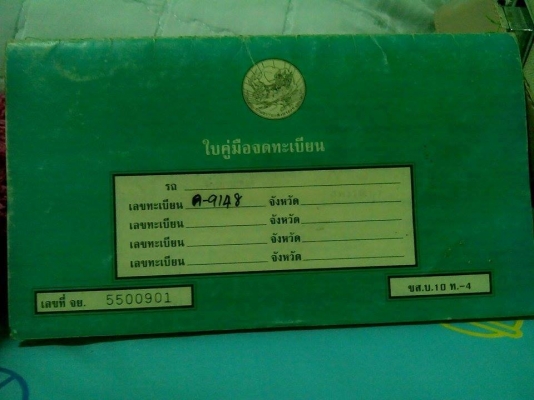 ใบคู่มือจดทะเบียน
รถ
เลขทะเบียน ค-9148 จังหวัด
เลขทะเบียน จังหวัด
เลขทะเบียน จังหวัด
เลขทะเบียน จังหวัด
เลขที่ จย. 5500901
ขส.บ.10 ท.-4